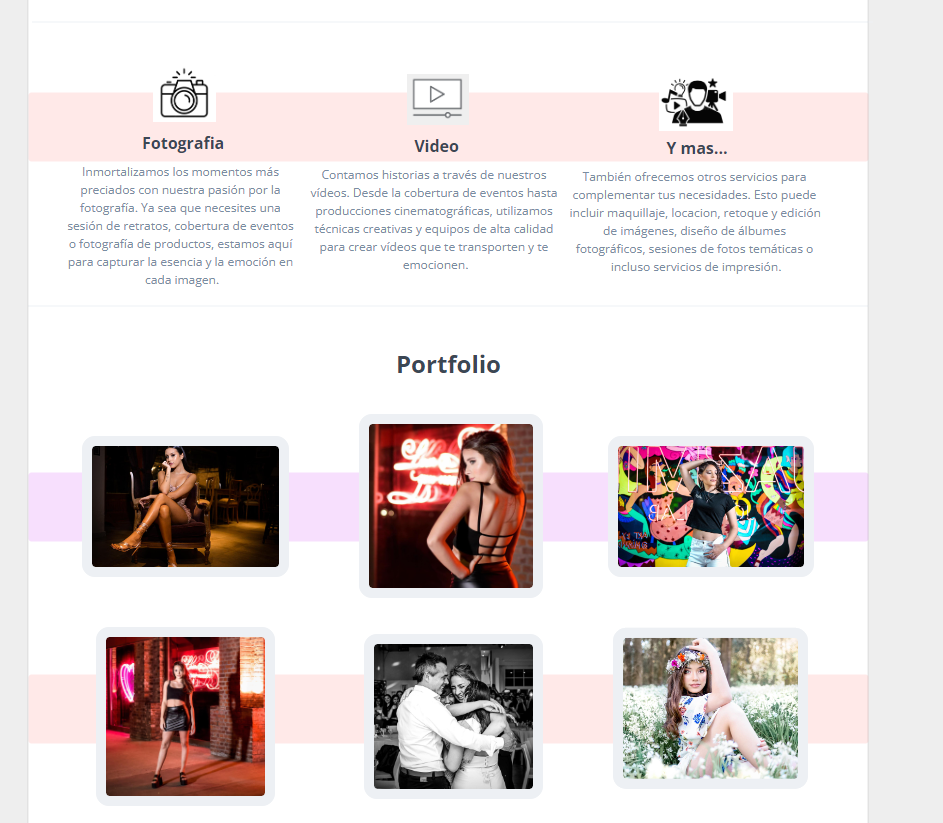 Fotografia
Inmortalizamos los momentos más
preciados con nuestra pasión por la
fotografía. Ya sea que necesites una
sesión de retratos, cobertura de eventos
o fotografía de productos, estamos aquí
para capturar la esencia y la emoción en
cada imagen.
Video
Contamos historias a través de nuestros
vídeos. Desde la cobertura de eventos hasta
producciones cinematográficas, utilizamos
técnicas creativas y equipos de alta calidad
para crear vídeos que te transporten y te
emocionen.
Y mas...
También ofrecemos otros servicios para
complementar tus necesidades. Esto puede
incluir maquillaje, locacion, retoque y edición
de imágenes, diseño de álbumes
fotográficos, sesiones de fotos temáticas o
incluso servicios de impresión.
Portfolio